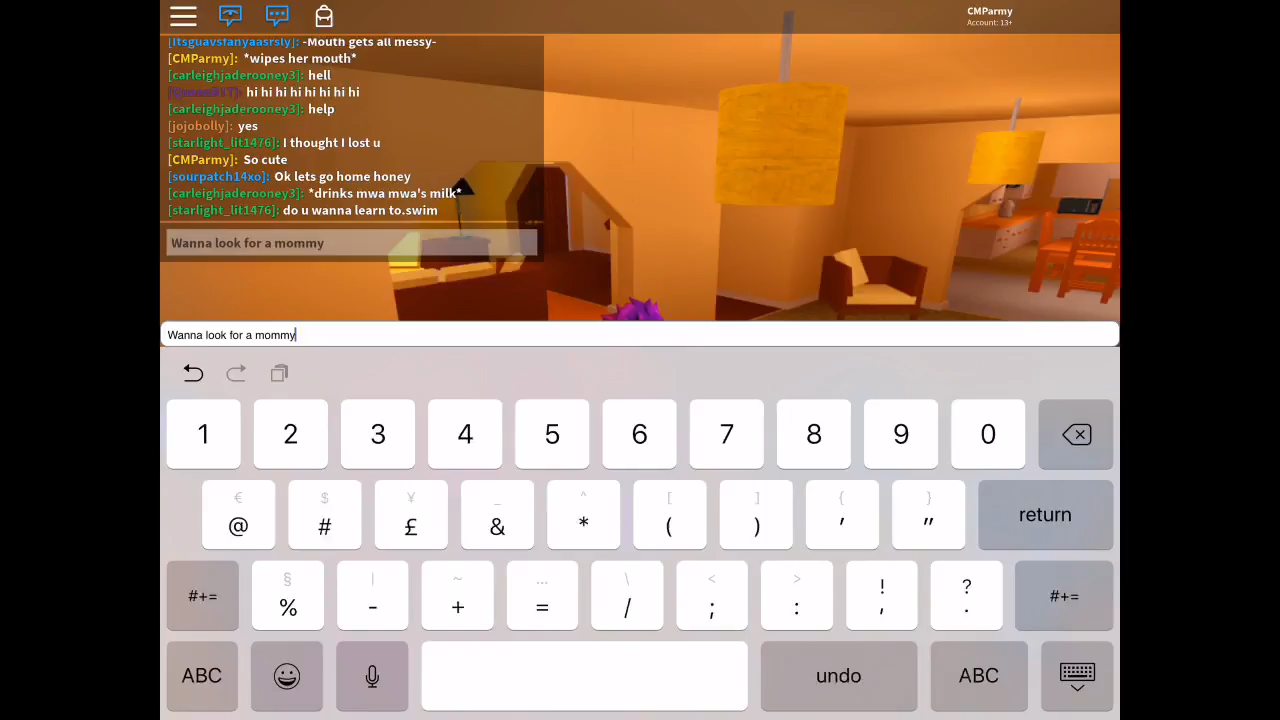 CMParmy
Account: 13+
[Itsguavsfanyaasrsly]: -Mouth gets all messy-
[CMParmy]: *wipes her mouth*
[carleighjaderooney3]: hell
hi hi hi hi hi hi hi hi
[carleighjaderooney3]: help
[jojobolly]: yes
[starlight_lit1476]: I thought I lost u
[CMParmy]: So cute
[sourpatch14xo]: Ok lets go home honey
[carleighjaderooney3]: *drinks mwa mwa's milk*
[starlight_lit1476]: do u wanna learn to.swim
Wanna look for a mommy
Wanna look for a mommy
1 2 3 4 5 6 7 8 9 0
€ $ ¥ _ ^ [ ] { }
@ # £ & * ( ) ' " return
§ | ~ … \ < > ! ?
#+= % - + = / ; : , . #+=
ABC undo ABC